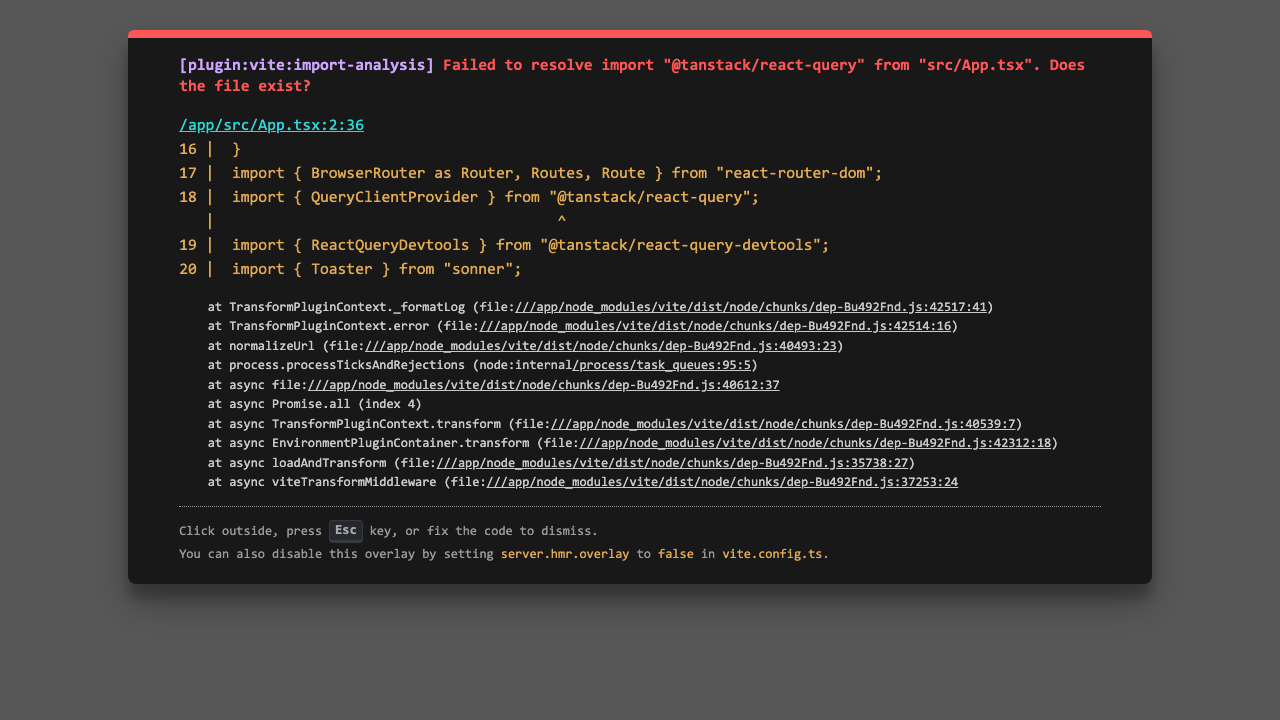 [plugin:vite:import-analysis] Failed to resolve import "@tanstack/react-query" from "src/App.tsx". Does
the file exist?
/app/src/App.tsx:2:36
16 |  }
17 |  import { BrowserRouter as Router, Routes, Route } from "react-router-dom";
18 |  import { QueryClientProvider } from "@tanstack/react-query";
   |                                       ^
19 |  import { ReactQueryDevtools } from "@tanstack/react-query-devtools";
20 |  import { Toaster } from "sonner";
at TransformPluginContext._formatLog (file:///app/node_modules/vite/dist/node/chunks/dep-Bu492Fnd.js:42517:41)
at TransformPluginContext.error (file:///app/node_modules/vite/dist/node/chunks/dep-Bu492Fnd.js:42514:16)
at normalizeUrl (file:///app/node_modules/vite/dist/node/chunks/dep-Bu492Fnd.js:40493:23)
at process.processTicksAndRejections (node:internal/process/task_queues:95:5)
at async file:///app/node_modules/vite/dist/node/chunks/dep-Bu492Fnd.js:40612:37
at async Promise.all (index 4)
at async TransformPluginContext.transform (file:///app/node_modules/vite/dist/node/chunks/dep-Bu492Fnd.js:40539:7)
at async EnvironmentPluginContainer.transform (file:///app/node_modules/vite/dist/node/chunks/dep-Bu492Fnd.js:42312:18)
at async loadAndTransform (file:///app/node_modules/vite/dist/node/chunks/dep-Bu492Fnd.js:35738:27)
at async viteTransformMiddleware (file:///app/node_modules/vite/dist/node/chunks/dep-Bu492Fnd.js:37253:24
Click outside, press Esc key, or fix the code to dismiss.
You can also disable this overlay by setting server.hmr.overlay to false in vite.config.ts.